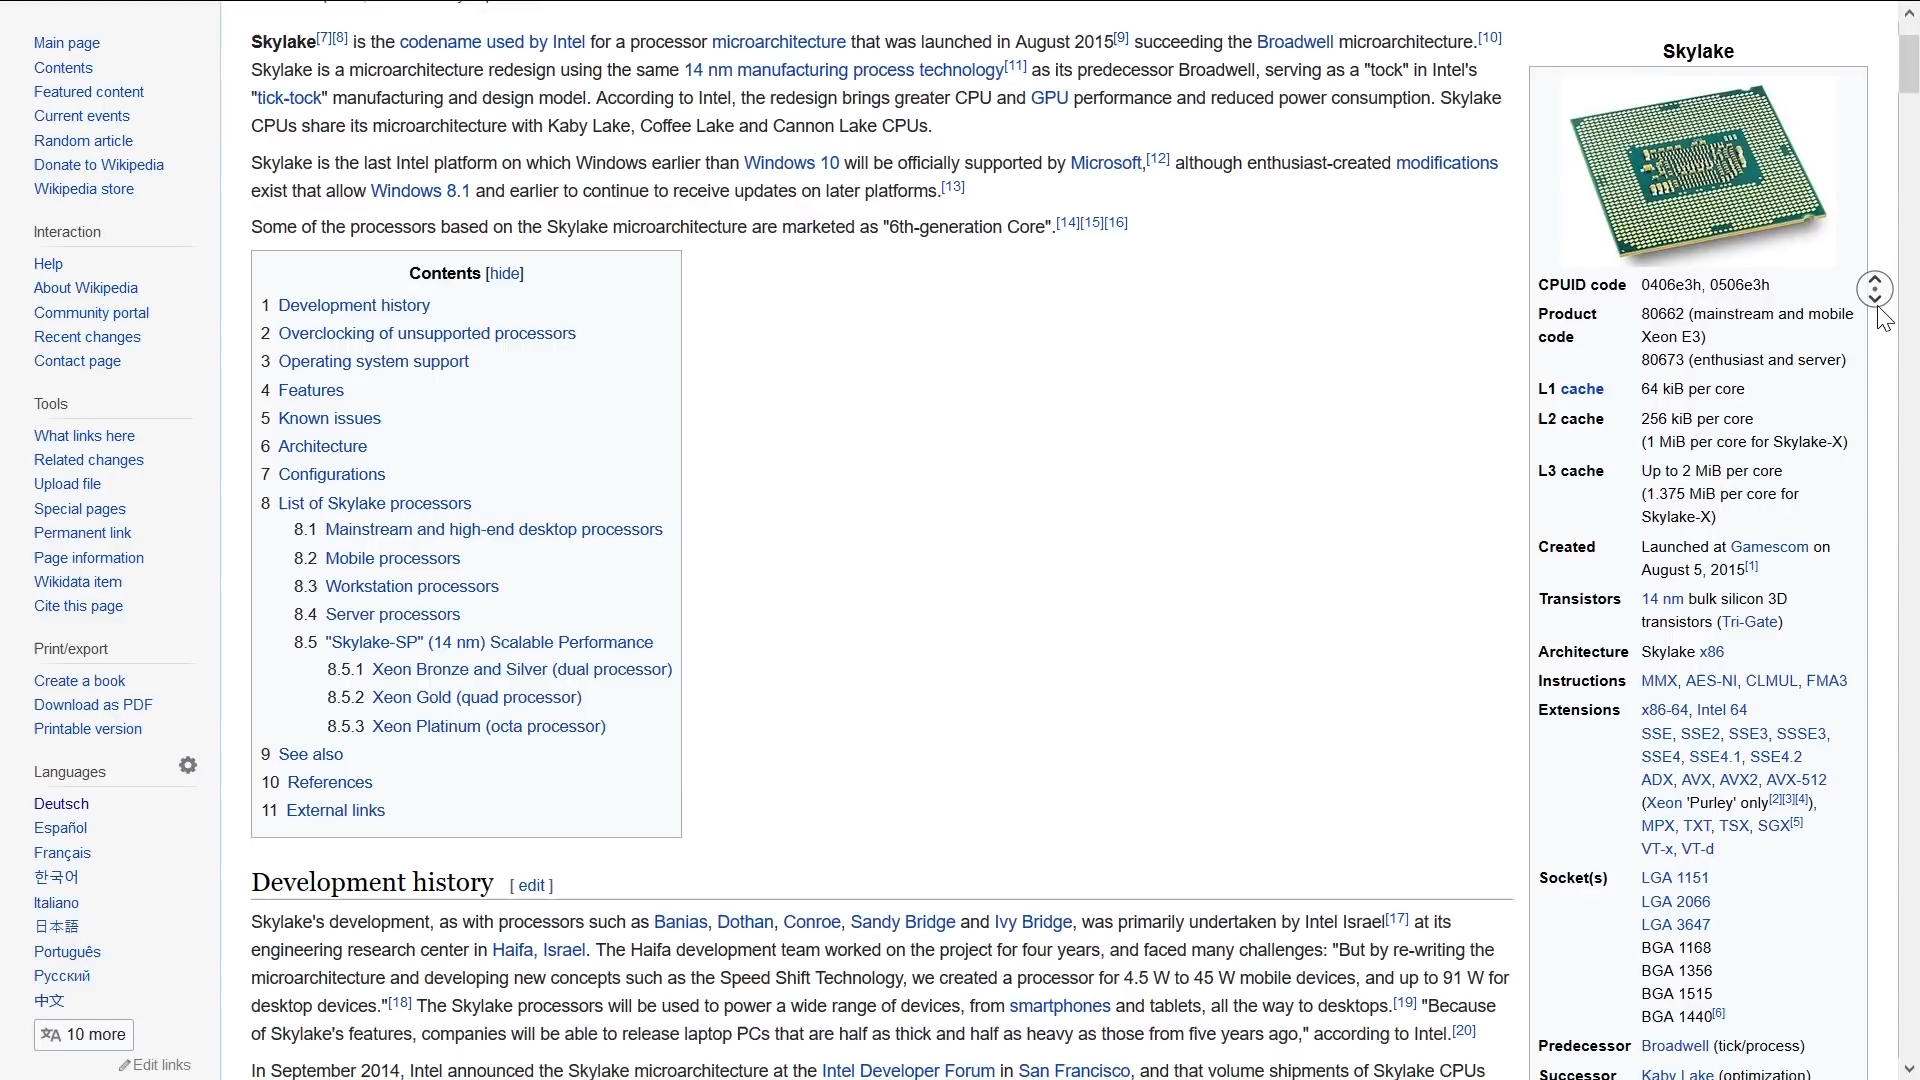 Main page
Contents
Featured content
Current events
Random article
Donate to Wikipedia
Wikipedia store
Interaction
Help
About Wikipedia
Community portal
Recent changes
Contact page
Tools
What links here
Related changes
Upload file
Special pages
Permanent link
Page information
Wikidata item
Cite this page
Print/export
Create a book
Download as PDF
Printable version
Languages
Deutsch
Español
Français
한국어
Italiano
日本語
Português
Русский
中文
10 more
Edit links
Skylake[7][8] is the codename used by Intel for a processor microarchitecture that was launched in August 2015[9] succeeding the Broadwell microarchitecture.[10]
Skylake is a microarchitecture redesign using the same 14 nm manufacturing process technology[11] as its predecessor Broadwell, serving as a "tock" in Intel's
"tick-tock" manufacturing and design model. According to Intel, the redesign brings greater CPU and GPU performance and reduced power consumption. Skylake
CPUs share its microarchitecture with Kaby Lake, Coffee Lake and Cannon Lake CPUs.
Skylake is the last Intel platform on which Windows earlier than Windows 10 will be officially supported by Microsoft,[12] although enthusiast-created modifications
exist that allow Windows 8.1 and earlier to continue to receive updates on later platforms.[13]
Some of the processors based on the Skylake microarchitecture are marketed as "6th-generation Core".[14][15][16]
Contents [hide]
1 Development history
2 Overclocking of unsupported processors
3 Operating system support
4 Features
5 Known issues
6 Architecture
7 Configurations
8 List of Skylake processors
8.1 Mainstream and high-end desktop processors
8.2 Mobile processors
8.3 Workstation processors
8.4 Server processors
8.5 "Skylake-SP" (14 nm) Scalable Performance
8.5.1 Xeon Bronze and Silver (dual processor)
8.5.2 Xeon Gold (quad processor)
8.5.3 Xeon Platinum (octa processor)
9 See also
10 References
11 External links
Development history [ edit ]
Skylake's development, as with processors such as Banias, Dothan, Conroe, Sandy Bridge and Ivy Bridge, was primarily undertaken by Intel Israel[17] at its
engineering research center in Haifa, Israel. The Haifa development team worked on the project for four years, and faced many challenges: "But by re-writing the
microarchitecture and developing new concepts such as the Speed Shift Technology, we created a processor for 4.5 W to 45 W mobile devices, and up to 91 W for
desktop devices."[18] The Skylake processors will be used to power a wide range of devices, from smartphones and tablets, all the way to desktops.[19] "Because
of Skylake's features, companies will be able to release laptop PCs that are half as thick and half as heavy as those from five years ago," according to Intel.[20]
In September 2014, Intel announced the Skylake microarchitecture at the Intel Developer Forum in San Francisco, and that volume shipments of Skylake CPUs
Skylake
CPUID code 0406e3h, 0506e3h
Product code 80662 (mainstream and mobile
Xeon E3)
80673 (enthusiast and server)
L1 cache 64 kiB per core
L2 cache 256 kiB per core
(1 MiB per core for Skylake-X)
L3 cache Up to 2 MiB per core
(1.375 MiB per core for
Skylake-X)
Created Launched at Gamescom on
August 5, 2015[1]
Transistors 14 nm bulk silicon 3D
transistors (Tri-Gate)
Architecture Skylake x86
Instructions MMX, AES-NI, CLMUL, FMA3
Extensions x86-64, Intel 64
SSE, SSE2, SSE3, SSSE3,
SSE4, SSE4.1, SSE4.2
ADX, AVX, AVX2, AVX-512
(Xeon 'Purley' only[2][3][4]),
MPX, TXT, TSX, SGX[5]
VT-x, VT-d
Socket(s) LGA 1151
LGA 2066
LGA 3647
BGA 1168
BGA 1356
BGA 1515
BGA 1440[6]
Predecessor Broadwell (tick/process)
Successor Kaby Lake (optimization)